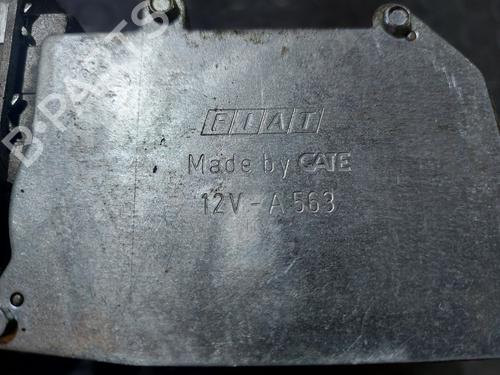 B-PARTS
FIAT
Made by CATE
12V - A 563